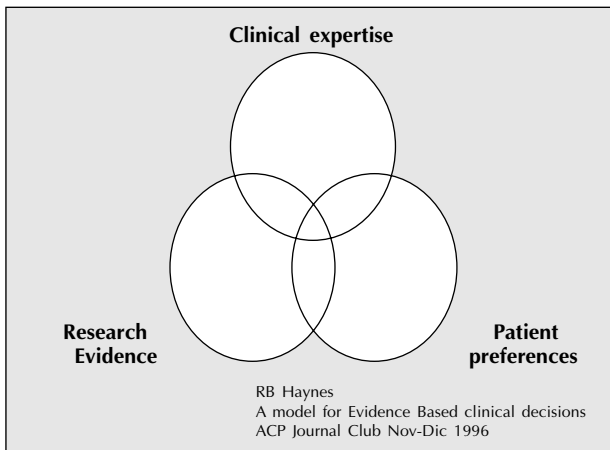 Clinical expertise
Research
Evidence
Patient
preferences
RB Haynes
A model for Evidence Based clinical decisions
ACP Journal Club Nov-Dic 1996